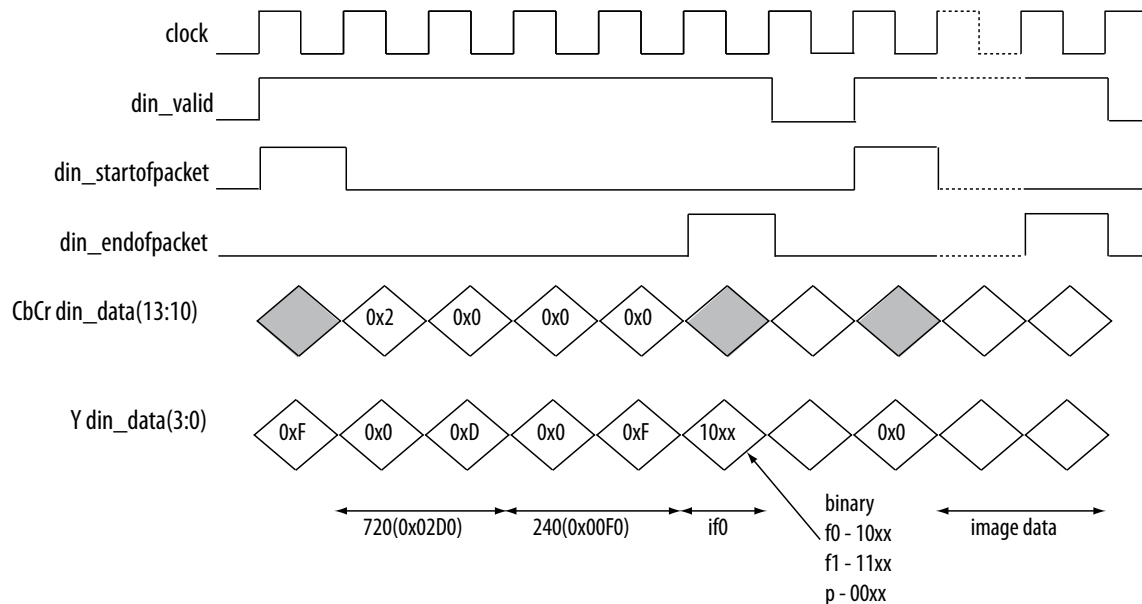 clock
din_valid
din_startofpacket
din_endofpacket
CbCr din_data(13:10)
0x2 0x0 0x0 0x0
Y din_data(3:0)
0xF 0x0 0xD 0x0 0xF 10xx 0x0
720(0x02D0) 240(0x00F0) if0 image data
binary
f0 - 10xx
f1 - 11xx
p - 00xx